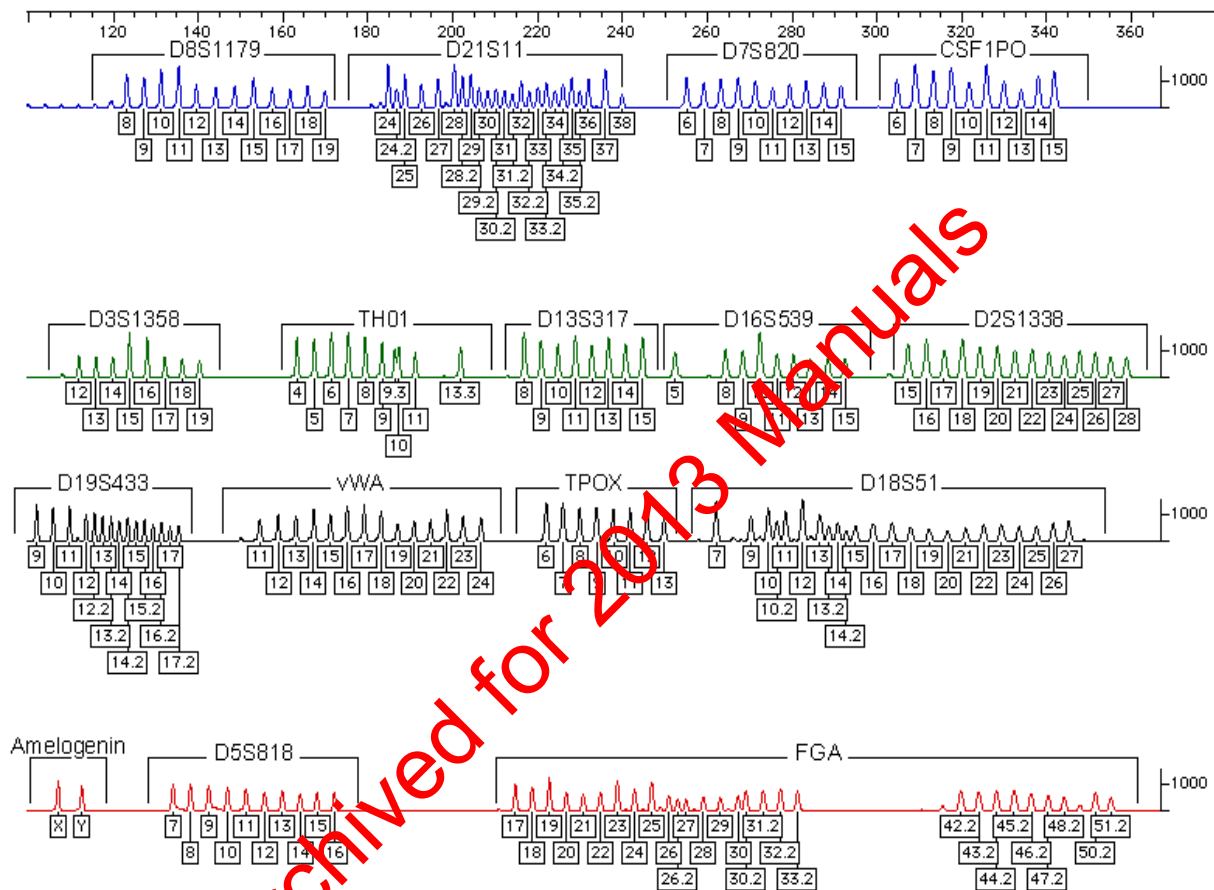 120 140 160 180 200 220 240 260 280 300 320 340 360
D8S1179 D21S11 D7S820 CSF1PO
1000
8 10 12 14 16 18 24 26 28 30 32 34 36 38 6 8 10 12 14 6 8 10 12 14
9 11 13 15 17 19 24.2 27 29 31 33 35 37 7 9 11 13 15 7 9 11 13 15
25 28.2 31.2 34.2
29.2 32.2 35.2
30.2 33.2
D3S1358 TH01 D13S317 D16S539 D2S1338
1000
12 14 16 18 4 6 8 9.3 13.3 8 10 12 14 5 8 12 14 15 17 19 21 23 25 27
13 15 17 19 5 7 9 11 9 11 13 15 9 11 13 15 16 18 20 22 24 26 28
10
D19S433 vWA TPOX D18S51
1000
9 11 13 15 17 11 13 15 17 19 21 23 6 8 10 7 9 11 13 15 17 19 21 23 25 27
10 12 14 16 12 14 16 18 20 22 24 11 13 10 12 14 16 18 20 22 24 26
12.2 15.2 10.2 13.2
13.2 16.2 14.2
14.2 17.2
Amelogenin D5S818 FGA
1000
X Y 7 9 11 13 15 17 19 21 23 25 27 29 31.2 42.2 45.2 48.2 51.2
8 10 12 14 16 18 20 22 24 26 28 30 32.2 43.2 46.2 50.2
26.2 30.2 33.2 44.2 47.2
rchived for 2013 Manuals